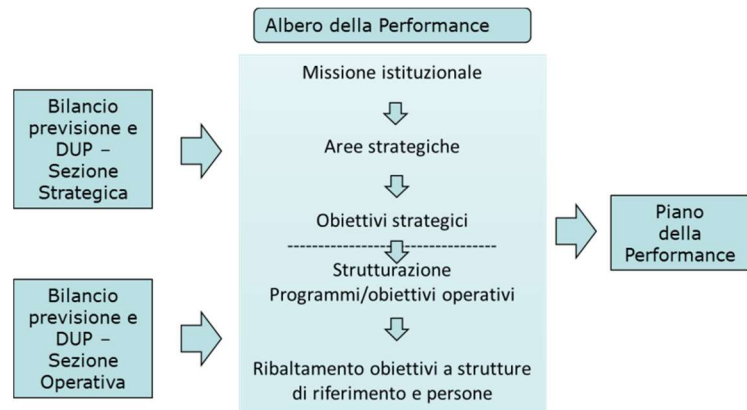 Albero della Performance
Bilancio
previsione e
DUP –
Sezione
Strategica
Missione istituzionale
Aree strategiche
Obiettivi strategici
Strutturazione
Programmi/obiettivi operativi
Ribaltamento obiettivi a strutture
di riferimento e persone
Bilancio
previsione e
DUP –
Sezione
Operativa
Piano
della
Performance